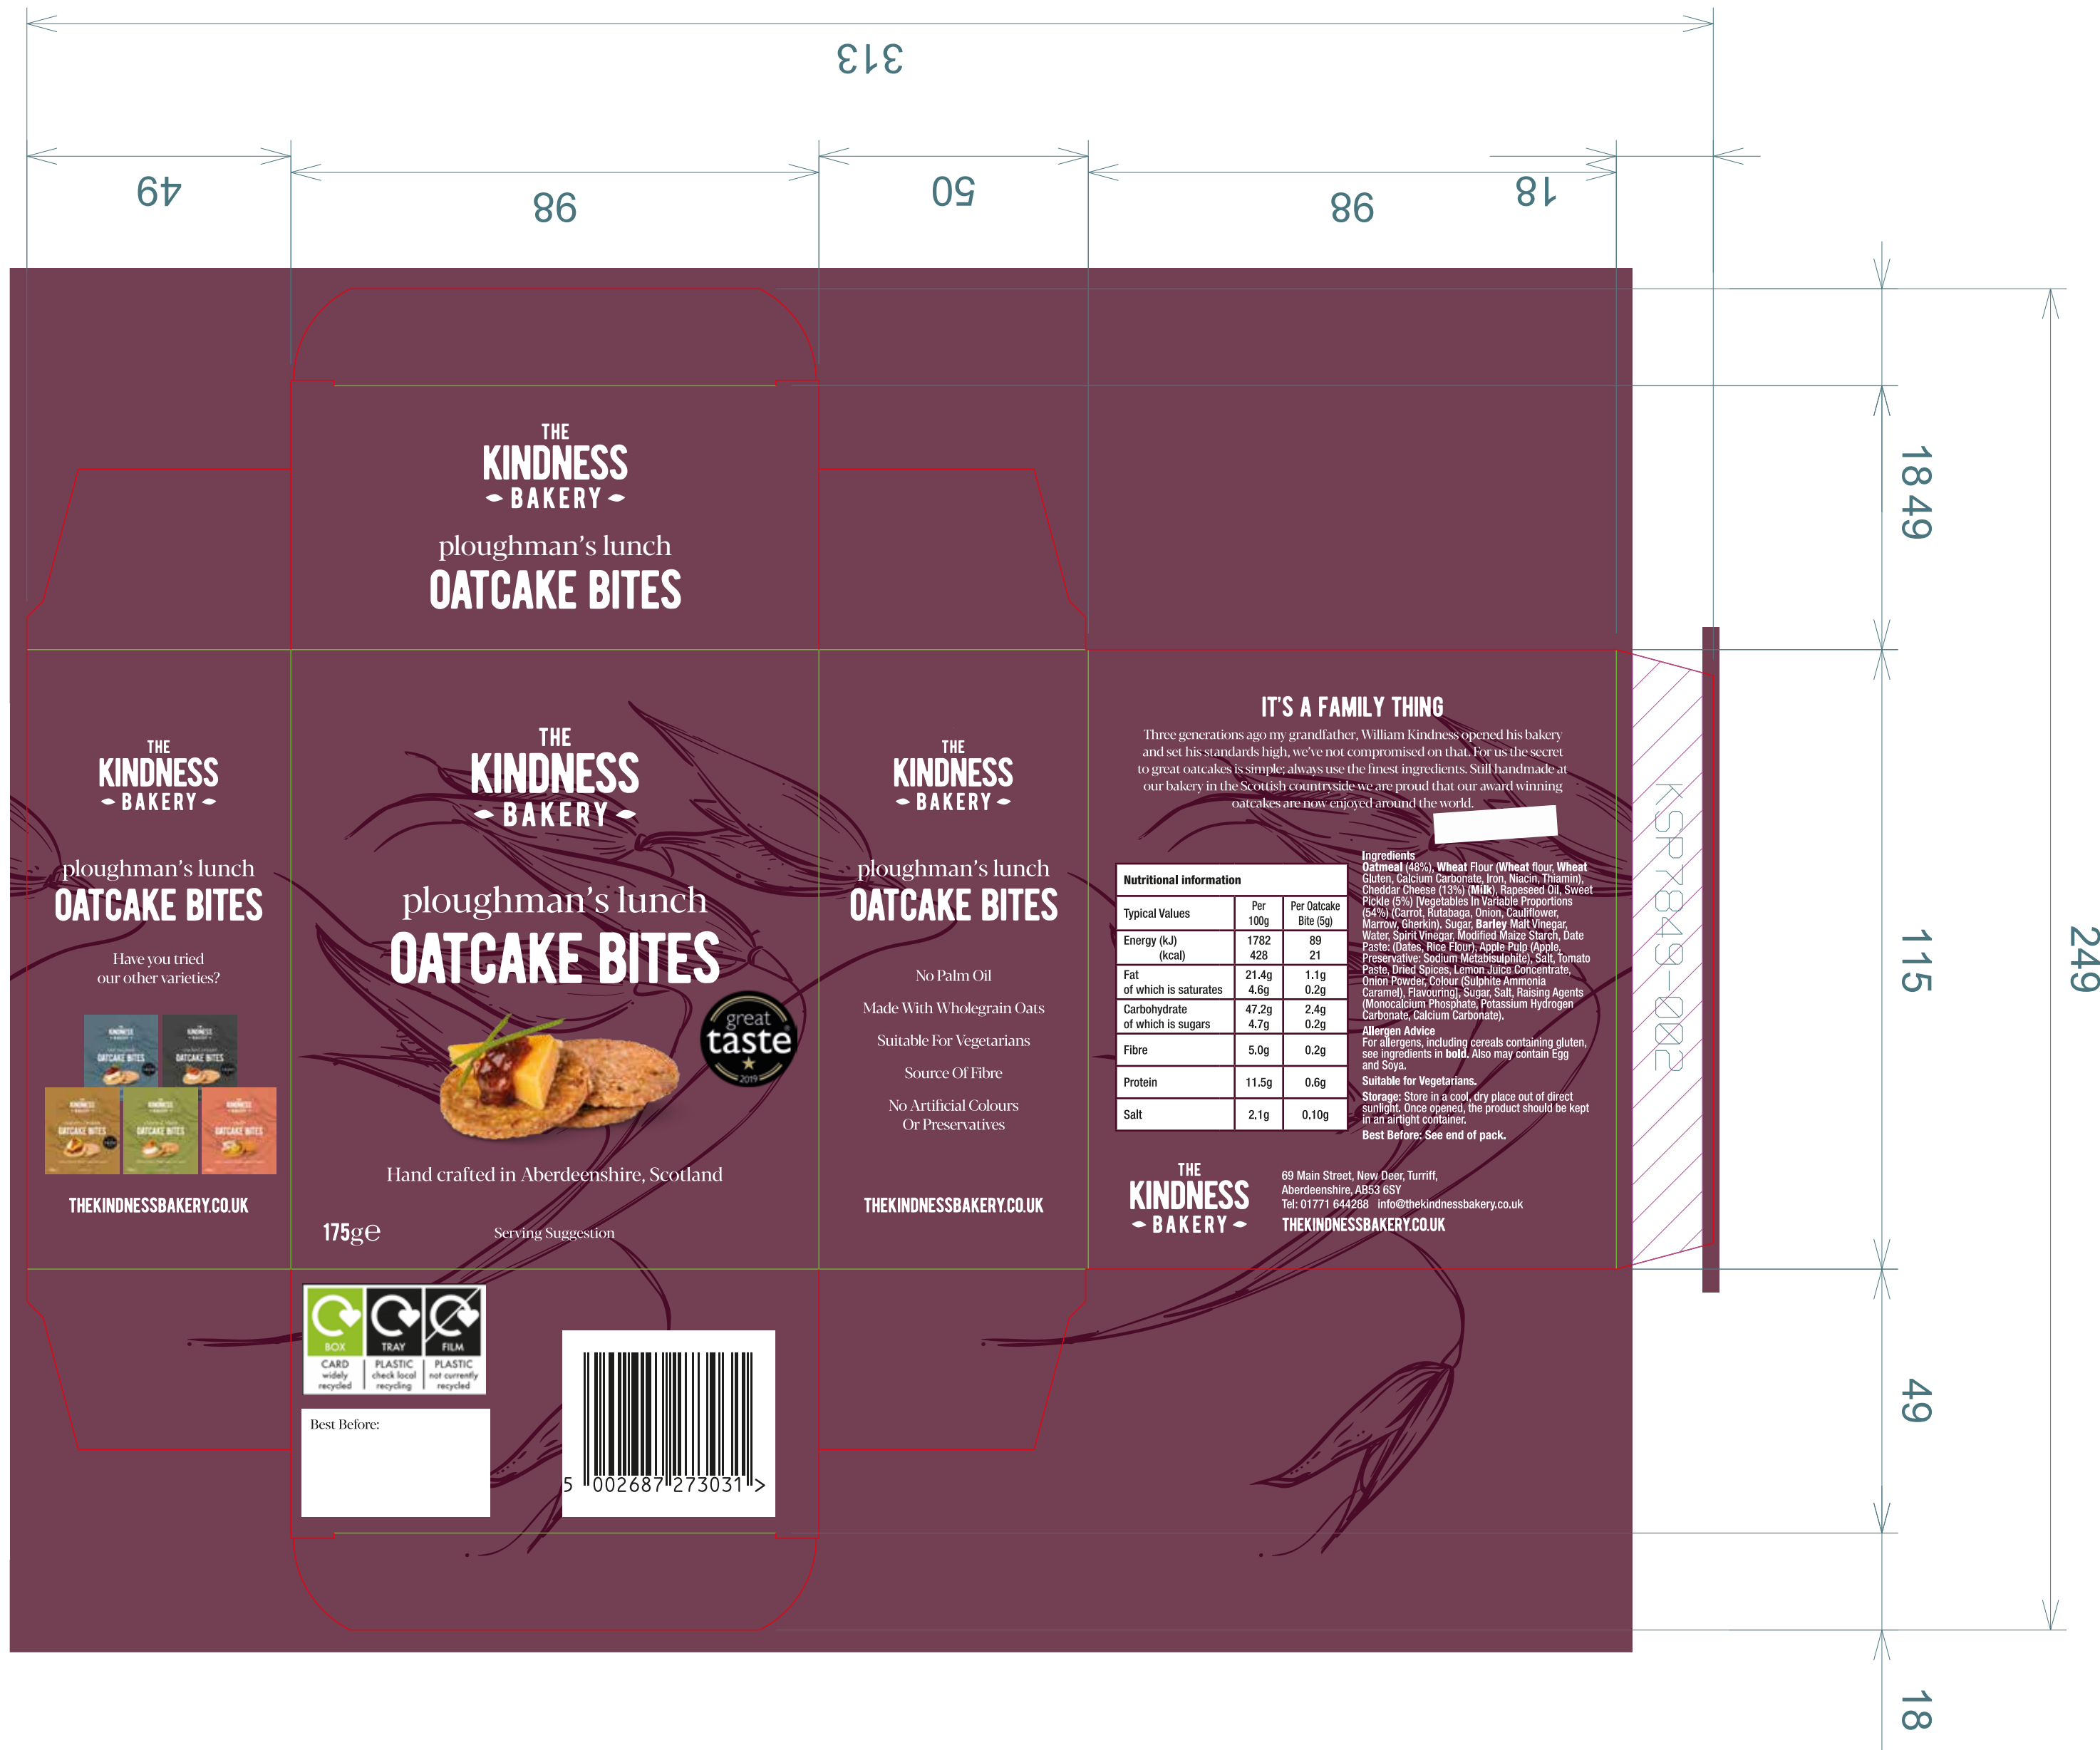 313
49
98
50
98
18
THE
KINDNESS
BAKERY
ploughman's lunch
OATCAKE BITES
18
49
115
249
49
18
THE
KINDNESS
BAKERY
ploughman's lunch
OATCAKE BITES
Have you tried
our other varieties?
KINDNESS
OATCAKE BITES
KINDNESS
OATCAKE BITES
KINDNESS
OATCAKE BITES
KINDNESS
OATCAKE BITES
KINDNESS
OATCAKE BITES
THEKINDNESSBAKERY.CO.UK
THE
KINDNESS
BAKERY
ploughman's lunch
OATCAKE BITES
great
taste
®
2019
Hand crafted in Aberdeenshire, Scotland
175g℮
Serving Suggestion
THE
KINDNESS
BAKERY
ploughman's lunch
OATCAKE BITES
No Palm Oil
Made With Wholegrain Oats
Suitable For Vegetarians
Source Of Fibre
No Artificial Colours
Or Preservatives
THEKINDNESSBAKERY.CO.UK
IT'S A FAMILY THING
Three generations ago my grandfather, William Kindness opened his bakery
and set his standards high, we've not compromised on that. For us the secret
to great oatcakes is simple; always use the finest ingredients. Still handmade at
our bakery in the Scottish countryside we are proud that our award winning
oatcakes are now enjoyed around the world.
Nutritional information
Typical Values Per 100g Per Oatcake Bite (5g)
Energy (kJ) 1782 89
(kcal) 428 21
Fat 21.4g 1.1g
of which is saturates 4.6g 0.2g
Carbohydrate 47.2g 2.4g
of which is sugars 4.7g 0.2g
Fibre 5.0g 0.2g
Protein 11.5g 0.6g
Salt 2.1g 0.10g
Ingredients
Oatmeal (48%), Wheat Flour (Wheat flour, Wheat
Gluten, Calcium Carbonate, Iron, Niacin, Thiamin),
Cheddar Cheese (13%) (Milk), Rapeseed Oil, Sweet
Pickle (5%) [Vegetables In Variable Proportions
(54%) (Carrot, Rutabaga, Onion, Cauliflower,
Marrow, Gherkin). Sugar, Barley Malt Vinegar,
Water, Spirit Vinegar, Modified Maize Starch, Date
Paste: (Dates, Rice Flour), Apple Pulp (Apple,
Preservative: Sodium Metabisulphite), Salt, Tomato
Paste, Dried Spices, Lemon Juice Concentrate,
Onion Powder, Colour (Sulphite Ammonia
Caramel), Flavouring], Sugar, Salt, Raising Agents
(Monocalcium Phosphate, Potassium Hydrogen
Carbonate, Calcium Carbonate).
Allergen Advice
For allergens, including cereals containing gluten,
see ingredients in bold. Also may contain Egg
and Soya.
Suitable for Vegetarians.
Storage: Store in a cool, dry place out of direct
sunlight. Once opened, the product should be kept
in an airtight container.
Best Before: See end of pack.
THE
KINDNESS
BAKERY
69 Main Street, New Deer, Turriff,
Aberdeenshire, AB53 6SY
Tel: 01771 644288 info@thekindnessbakery.co.uk
THEKINDNESSBAKERY.CO.UK
KSP7849-002
BOX
CARD
widely
recycled
TRAY
PLASTIC
check local
recycling
FILM
PLASTIC
not currently
recycled
Best Before:
5 002687 273031 >